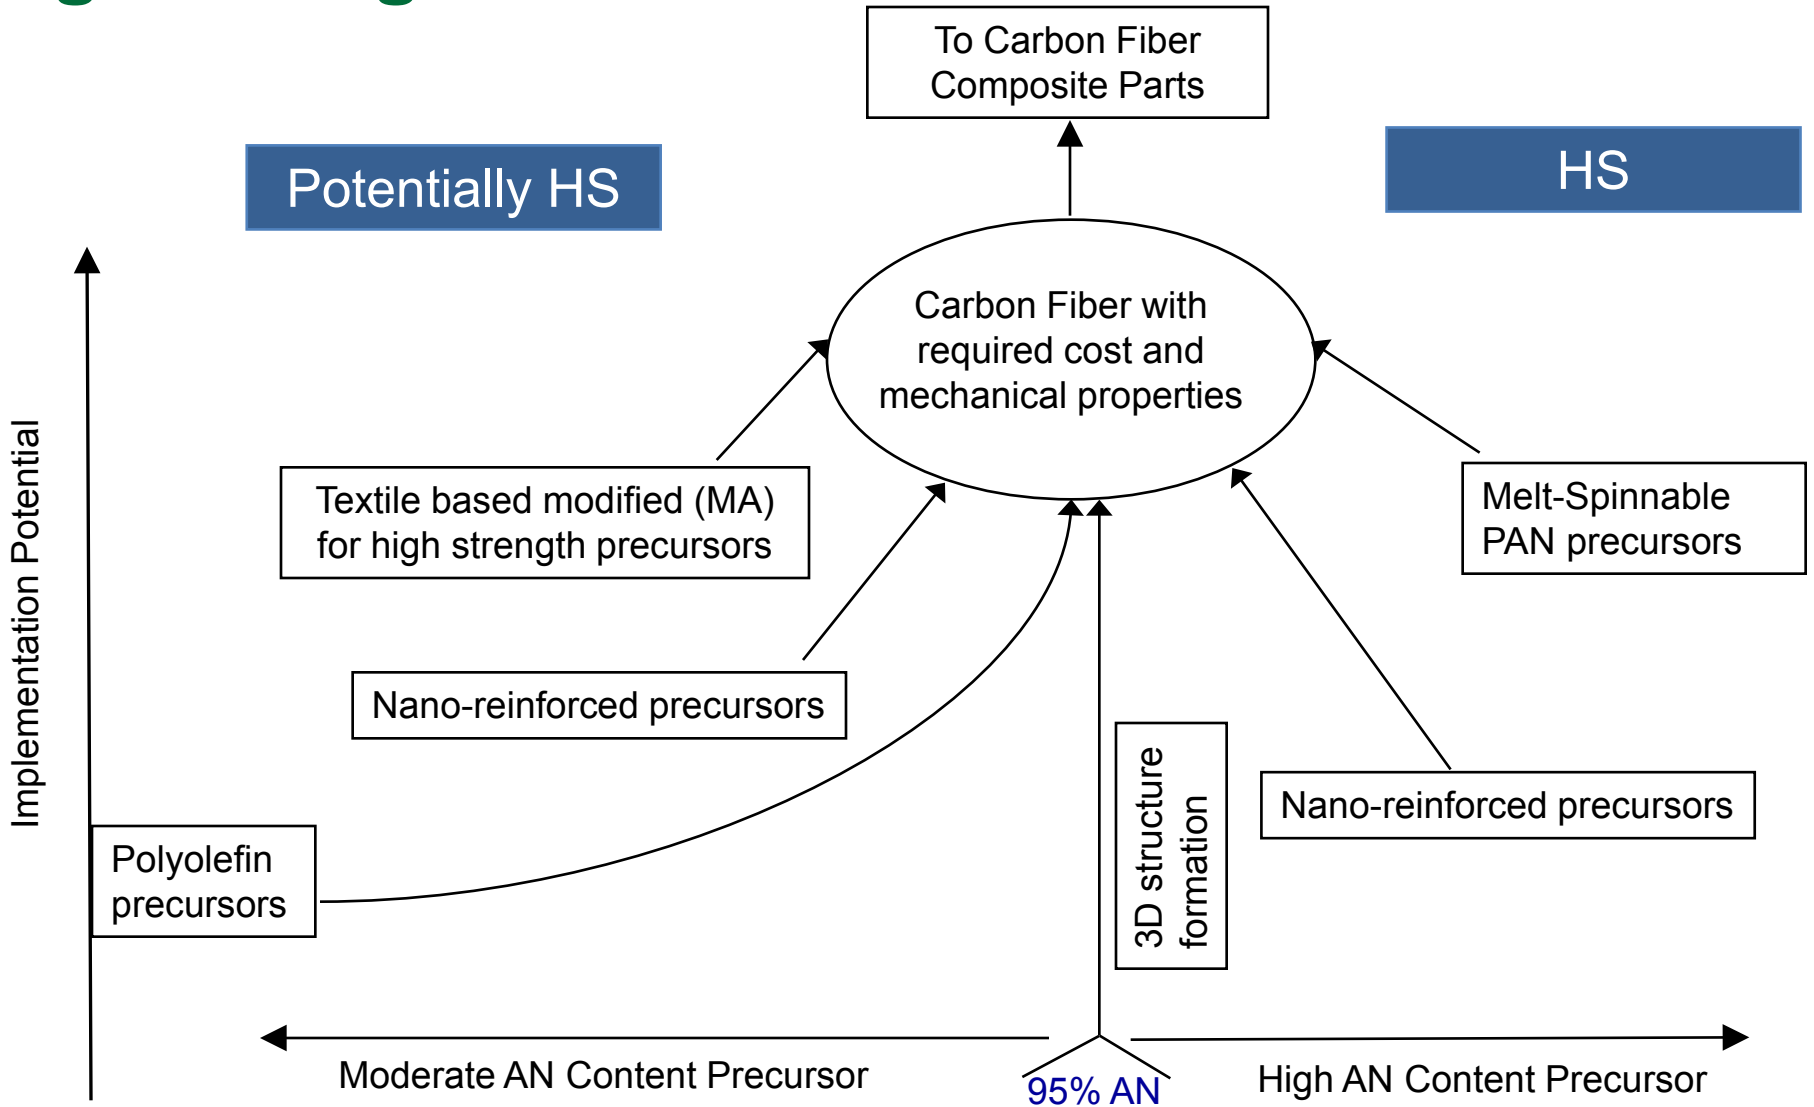 To Carbon Fiber
Composite Parts
Potentially HS
HS
Carbon Fiber with
required cost and
mechanical properties
Implementation Potential
Textile based modified (MA)
for high strength precursors
Melt-Spinnable
PAN precursors
Nano-reinforced precursors
3D structure
formation
Nano-reinforced precursors
Polyolefin
precursors
Moderate AN Content Precursor
95% AN
High AN Content Precursor